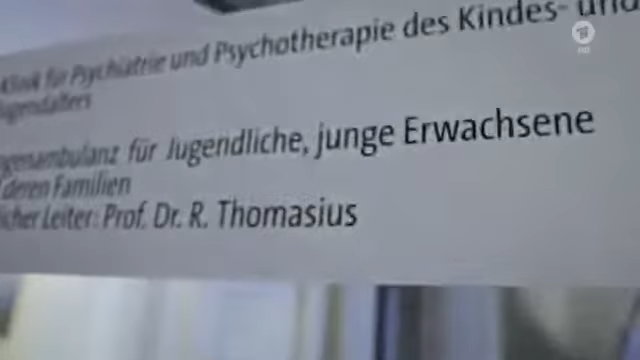 Klinik für Psychiatrie und Psychotherapie des Kindes- und
Jugendalters
für Jugendliche, junge Erwachsene
deren Familien
Leiter: Prof. Dr. R. Thomasius